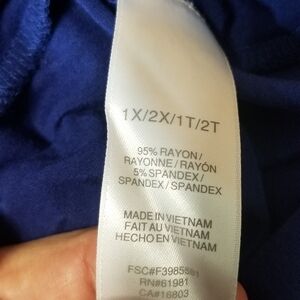 1X/2X/1T/2T
95% RAYON/
RAYONNE/RAYÓN
5% SPANDEX/
SPANDEX/SPANDEX
MADE IN VIETNAM
FAIT AU VIETNAM
HECHO EN VIETNAM
RN#61981
CA#16803